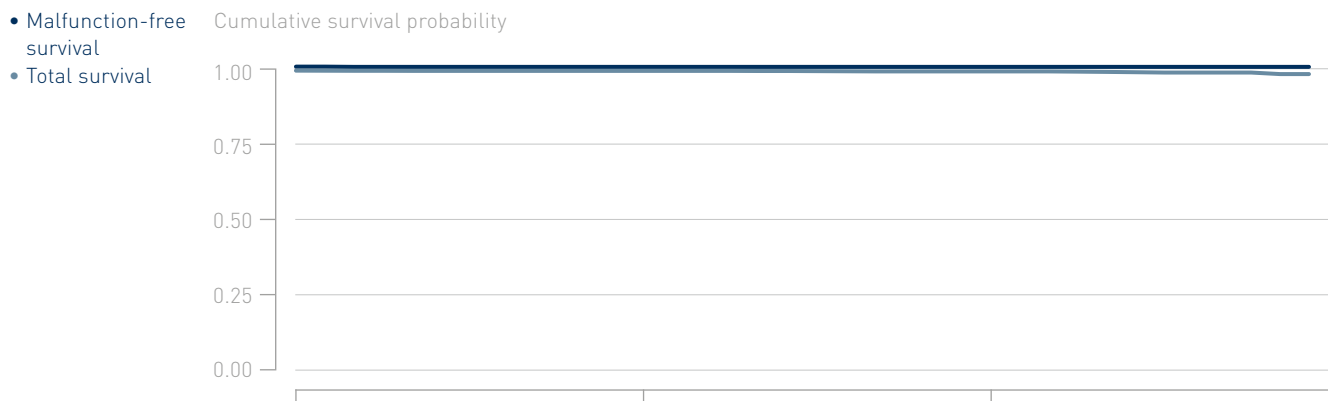 • Malfunction-free
survival
• Total survival
Cumulative survival probability
1.00
0.75
0.50
0.25
0.00